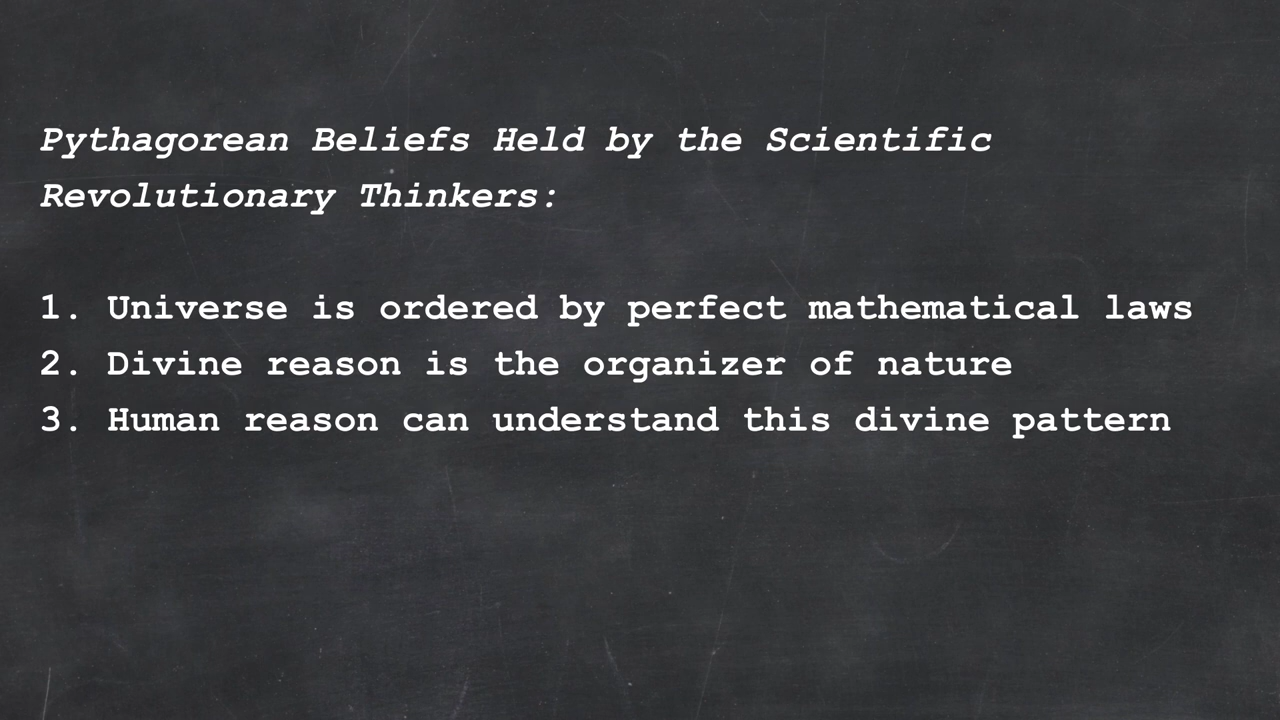 Pythagorean Beliefs Held by the Scientific
Revolutionary Thinkers:
1. Universe is ordered by perfect mathematical laws
2. Divine reason is the organizer of nature
3. Human reason can understand this divine pattern